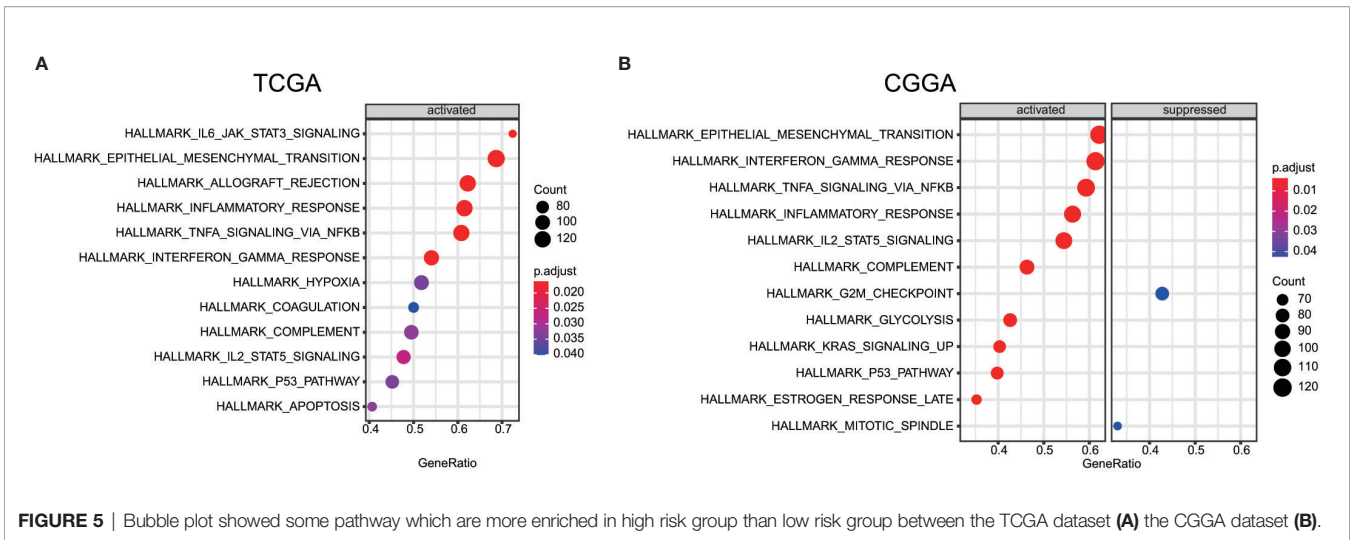 A
TCGA
activated
HALLMARK_IL6_JAK_STAT3_SIGNALING
HALLMARK_EPITHELIAL_MESENCHYMAL_TRANSITION
HALLMARK_ALLOGRAFT_REJECTION
HALLMARK_INFLAMMATORY_RESPONSE
HALLMARK_TNFA_SIGNALING_VIA_NFKB
HALLMARK_INTERFERON_GAMMA_RESPONSE
HALLMARK_HYPOXIA
HALLMARK_COAGULATION
HALLMARK_COMPLEMENT
HALLMARK_IL2_STAT5_SIGNALING
HALLMARK_P53_PATHWAY
HALLMARK_APOPTOSIS
0.4 0.5 0.6 0.7
GeneRatio
Count
80
100
120
p.adjust
0.020
0.025
0.030
0.035
0.040
B
CGGA
activated
suppressed
HALLMARK_EPITHELIAL_MESENCHYMAL_TRANSITION
HALLMARK_INTERFERON_GAMMA_RESPONSE
HALLMARK_TNFA_SIGNALING_VIA_NFKB
HALLMARK_INFLAMMATORY_RESPONSE
HALLMARK_IL2_STAT5_SIGNALING
HALLMARK_COMPLEMENT
HALLMARK_G2M_CHECKPOINT
HALLMARK_GLYCOLYSIS
HALLMARK_KRAS_SIGNALING_UP
HALLMARK_P53_PATHWAY
HALLMARK_ESTROGEN_RESPONSE_LATE
HALLMARK_MITOTIC_SPINDLE
0.4 0.5 0.6
0.4 0.5 0.6
GeneRatio
p.adjust
0.01
0.02
0.03
0.04
Count
70
80
90
100
110
120
FIGURE 5 | Bubble plot showed some pathway which are more enriched in high risk group than low risk group between the TCGA dataset (A) the CGGA dataset (B).